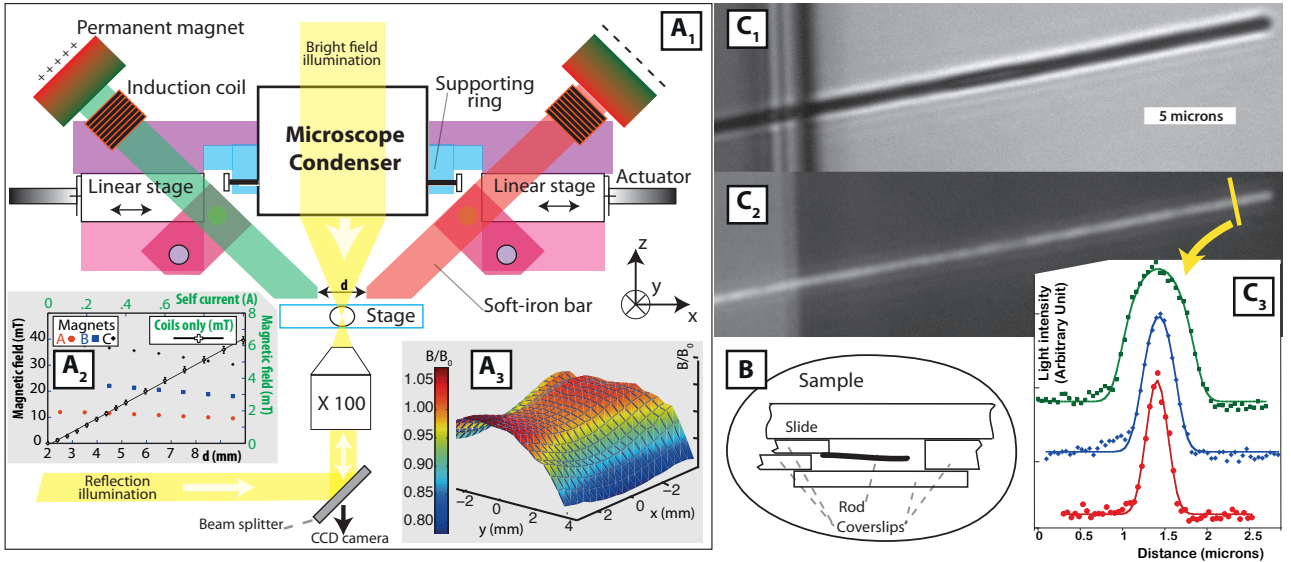 Permanent magnet
++++++
Bright field
illumination
A1
Induction coil
Supporting
ring
Microscope
Condenser
Linear stage
Linear stage
Actuator
d
Soft-iron bar
Stage
z
y
x
0 .2 .4 .6
Self current (A)
Magnets
A B C
Coils only (mT)
A2
Magnetic field (mT)
40
30
20
10
0
8
6
4
2
0
Magnetic field (mT)
2 4 6 8
d (mm)
X 100
Reflection
illumination
Beam splitter
CCD camera
B/B0
A3
B/B0
1.05
1.00
0.95
0.90
0.85
0.80
−2
0
2
4
y (mm)
2
0
−2
x (mm)
C1
5 microns
C2
C3
Light intensity
(Arbitrary Unit)
0 0.5 1 1.5 2 2.5
Distance (microns)
B
Sample
Slide
Rod
Coverslips